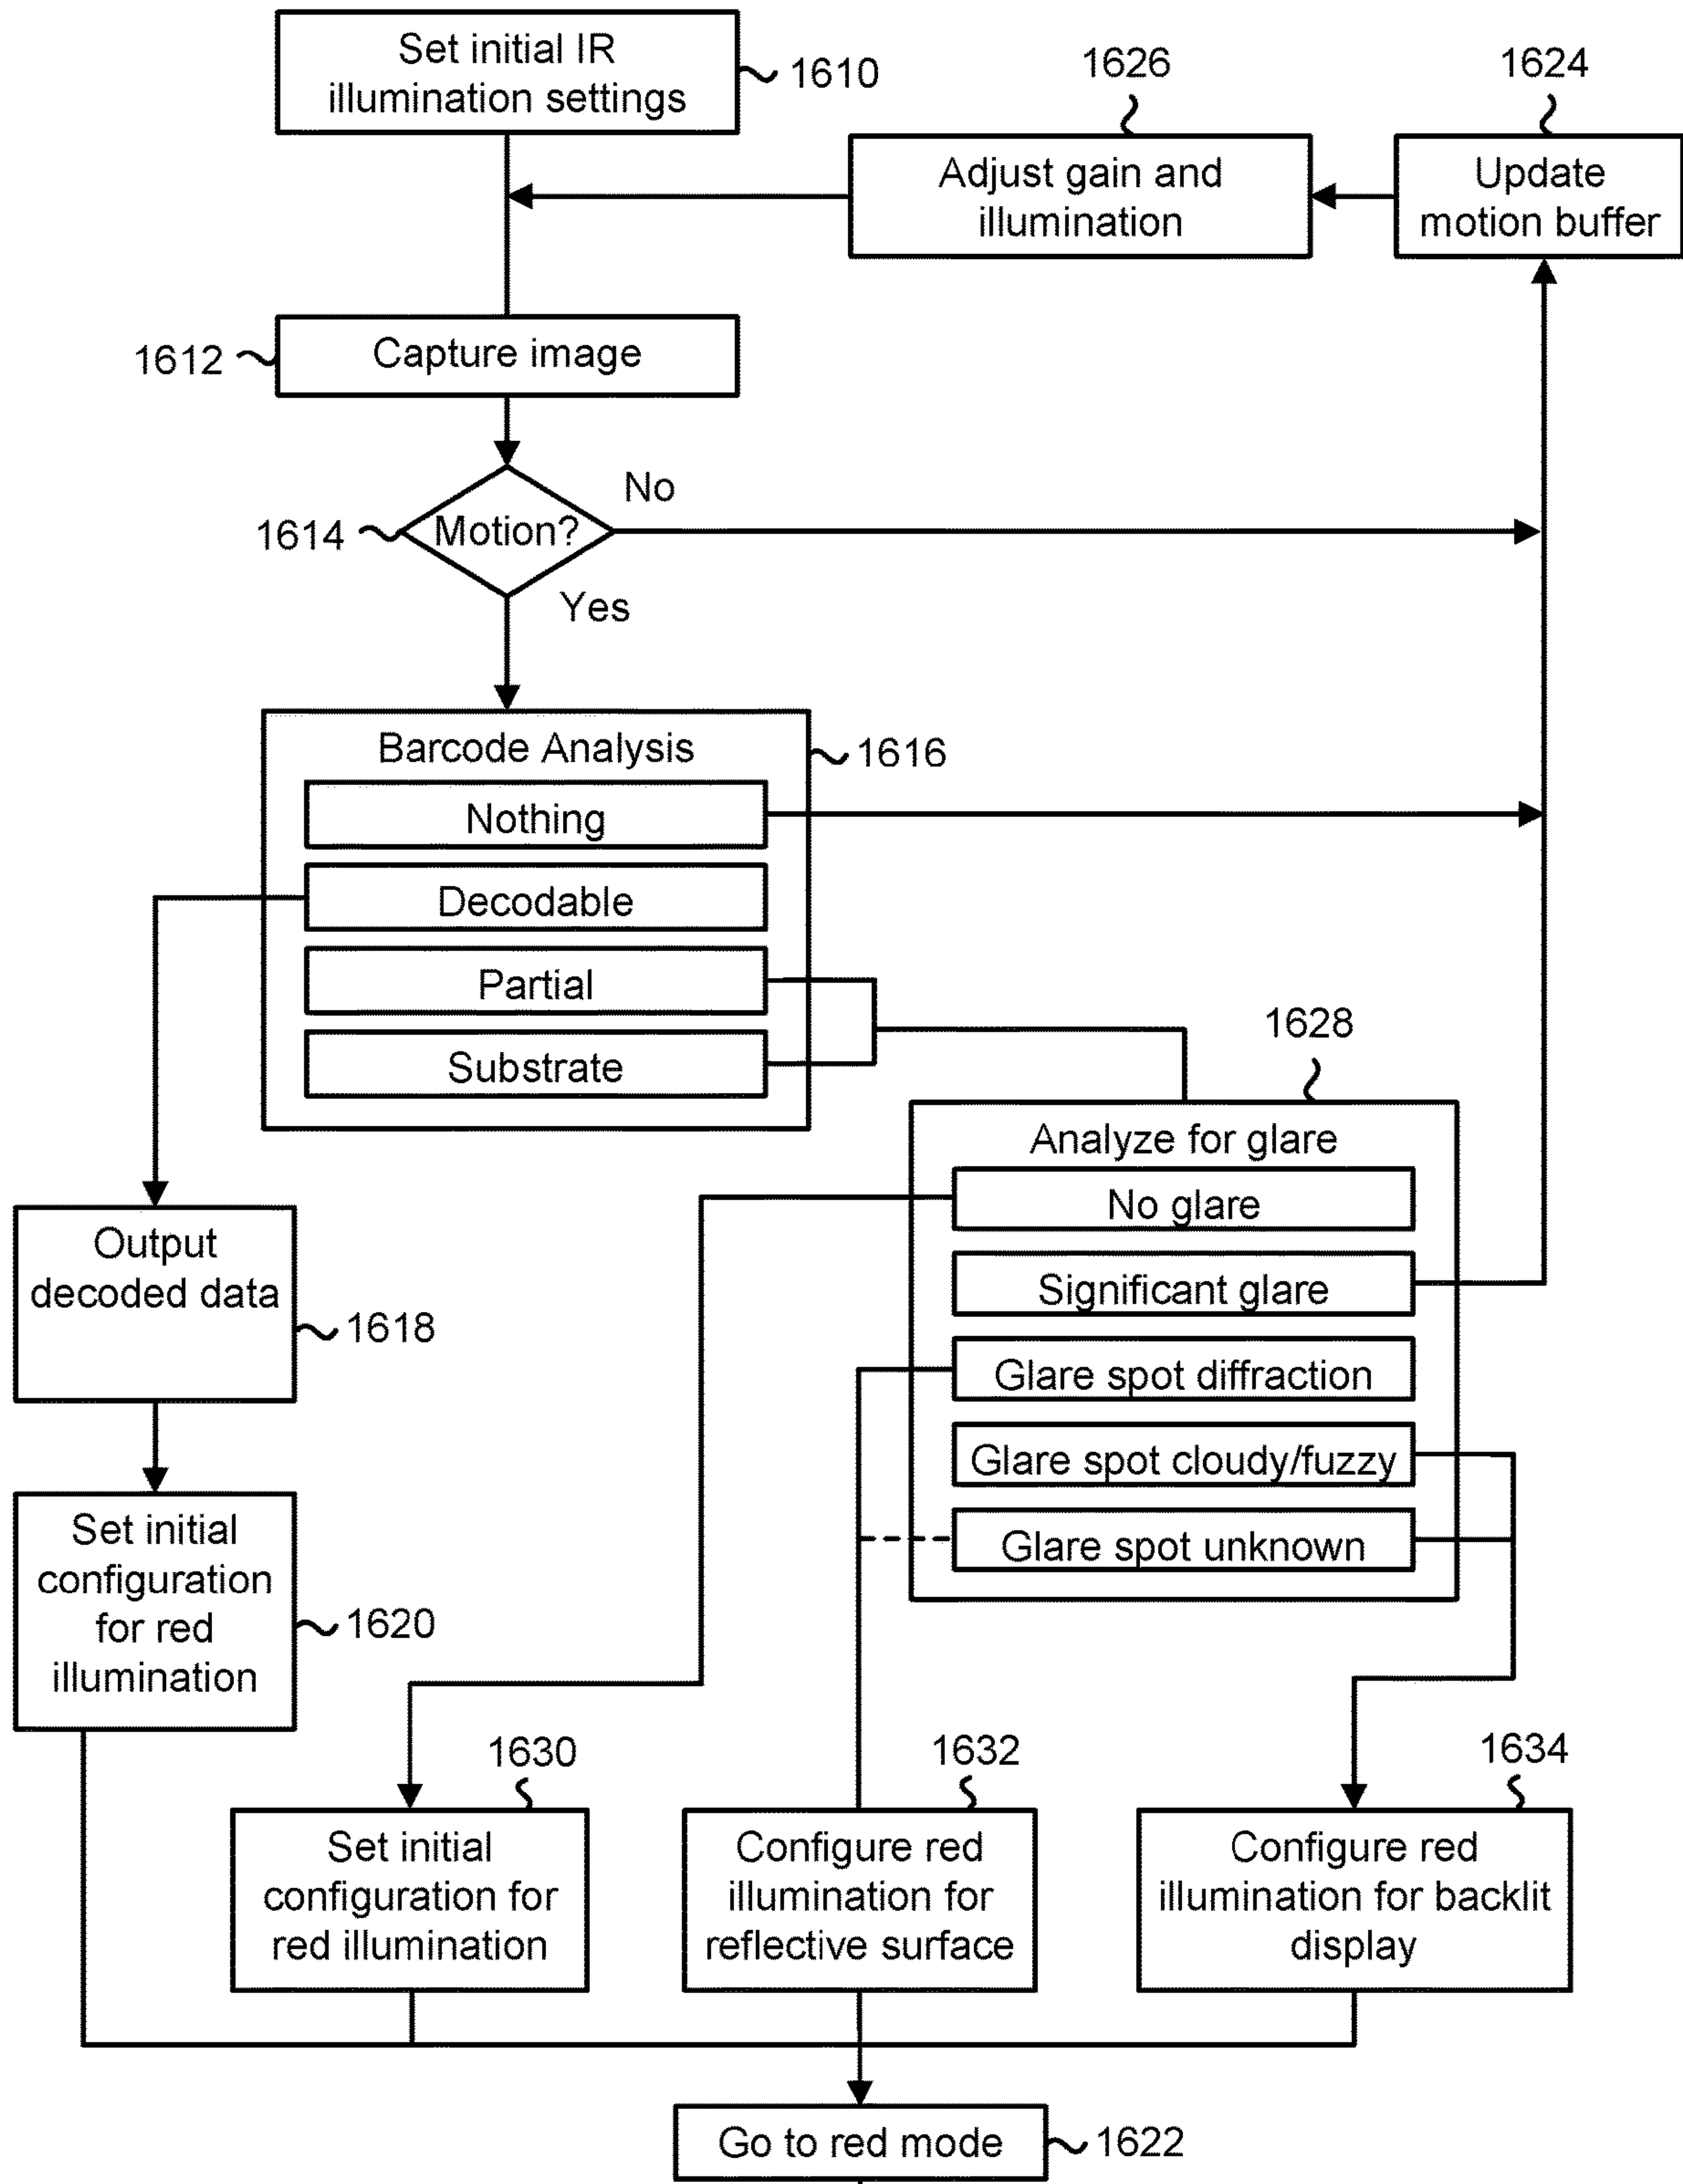 Set initial IR
illumination settings
1610
1626
1624
Adjust gain and
illumination
Update
motion buffer
1612
Capture image
No
1614
Motion?
Yes
Barcode Analysis
1616
Nothing
Decodable
Partial
Substrate
1628
Analyze for glare
No glare
Significant glare
Glare spot diffraction
Glare spot cloudy/fuzzy
Glare spot unknown
Output
decoded data
1618
Set initial
configuration
for red
illumination
1620
1630
Set initial
configuration for
red illumination
1632
Configure red
illumination for
reflective surface
1634
Configure red
illumination for backlit
display
Go to red mode
1622